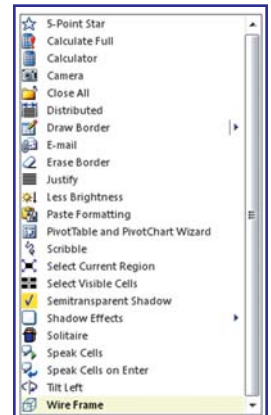 5-Point Star
Calculate Full
Calculator
Camera
Close All
Distributed
Draw Border
E-mail
Erase Border
Justify
Less Brightness
Paste Formatting
PivotTable and PivotChart Wizard
Scribble
Select Current Region
Select Visible Cells
Semitransparent Shadow
Shadow Effects
Solitaire
Speak Cells
Speak Cells on Enter
Tilt Left
Wire Frame